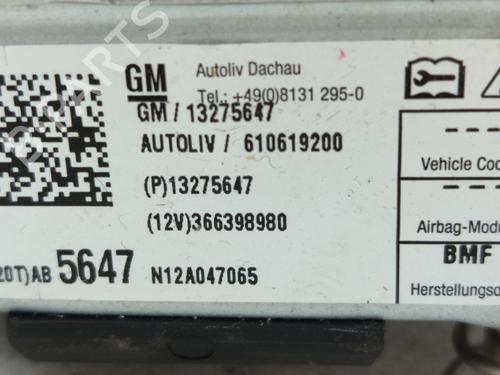 GM
Autoliv Dachau
Tel.: +49(0)8131 295-0
GM / 13275647
AUTOLIV / 610619200
(P)13275647
(12V)366398980
20T)AB 5647 N12A047065
Vehicle Cod
Airbag-Modu
BMF
Herstellungso